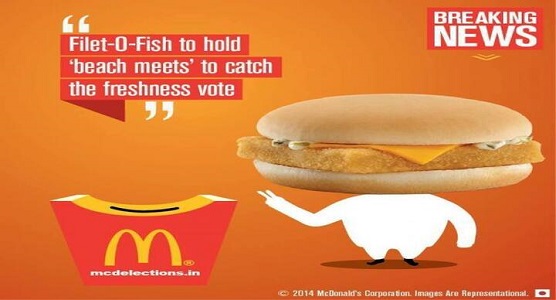 “
Filet-O-Fish to hold
‘beach meets’ to catch
the freshness vote
”
BREAKING
NEWS
M®
mcdelections.in
© 2014 McDonald's Corporation. Images Are Representational.